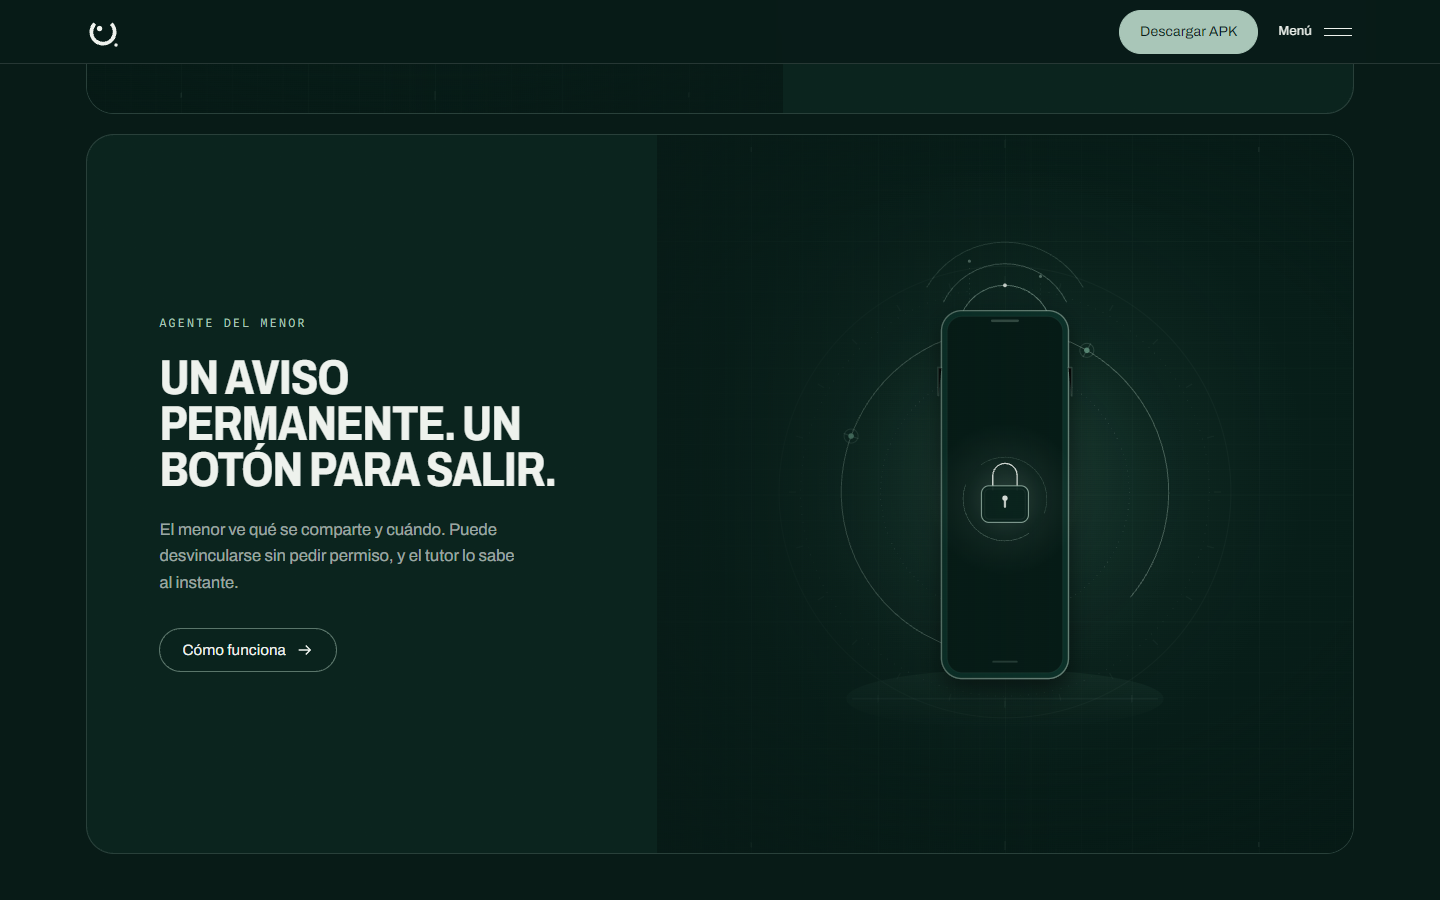 Descargar APK
Menú
AGENTE DEL MENOR
UN AVISO
PERMANENTE. UN
BOTÓN PARA SALIR.
El menor ve qué se comparte y cuándo. Puede
desvincularse sin pedir permiso, y el tutor lo sabe
al instante.
Cómo funciona